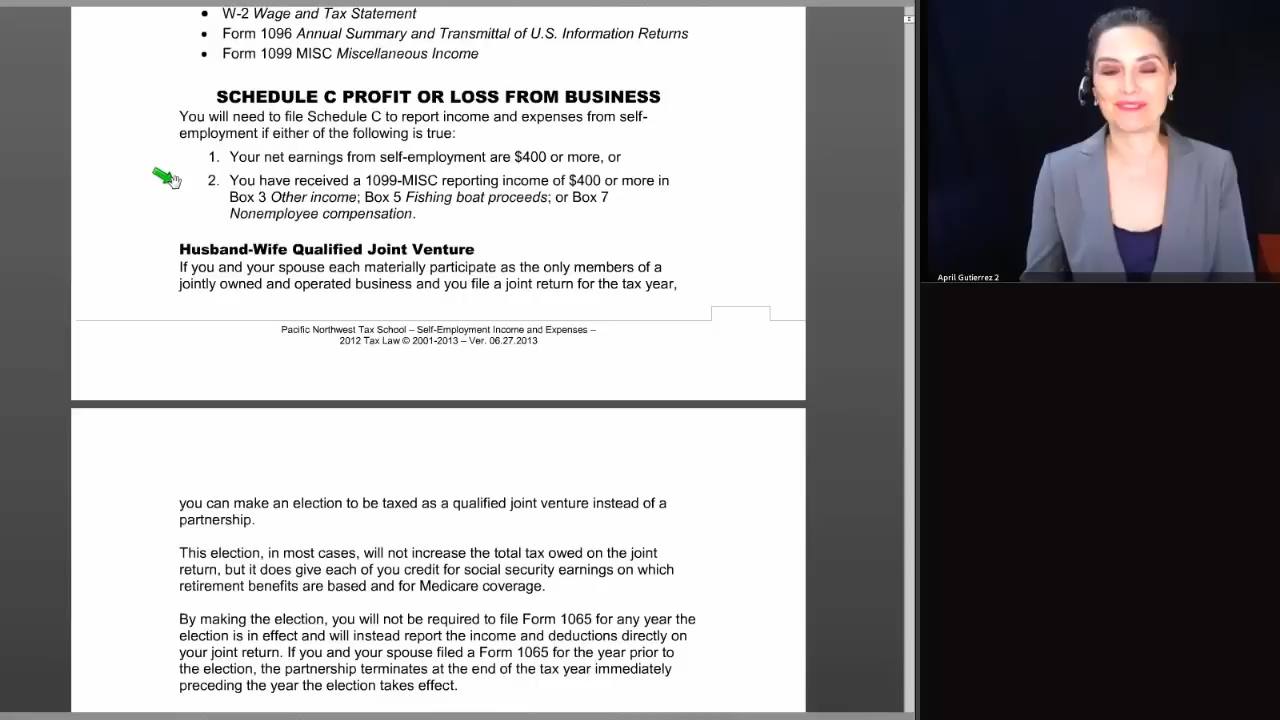 • W-2 Wage and Tax Statement
• Form 1096 Annual Summary and Transmittal of U.S. Information Returns
• Form 1099 MISC Miscellaneous Income
SCHEDULE C PROFIT OR LOSS FROM BUSINESS
You will need to file Schedule C to report income and expenses from self-
employment if either of the following is true:
1. Your net earnings from self-employment are $400 or more, or
2. You have received a 1099-MISC reporting income of $400 or more in
Box 3 Other income; Box 5 Fishing boat proceeds; or Box 7
Nonemployee compensation.
Husband-Wife Qualified Joint Venture
If you and your spouse each materially participate as the only members of a
jointly owned and operated business and you file a joint return for the tax year,
Pacific Northwest Tax School – Self-Employment Income and Expenses –
2012 Tax Law © 2001-2013 – Ver. 06.27.2013
you can make an election to be taxed as a qualified joint venture instead of a
partnership.
This election, in most cases, will not increase the total tax owed on the joint
return, but it does give each of you credit for social security earnings on which
retirement benefits are based and for Medicare coverage.
By making the election, you will not be required to file Form 1065 for any year the
election is in effect and will instead report the income and deductions directly on
your joint return. If you and your spouse filed a Form 1065 for the year prior to
the election, the partnership terminates at the end of the tax year immediately
preceding the year the election takes effect.
April Gutierrez 2